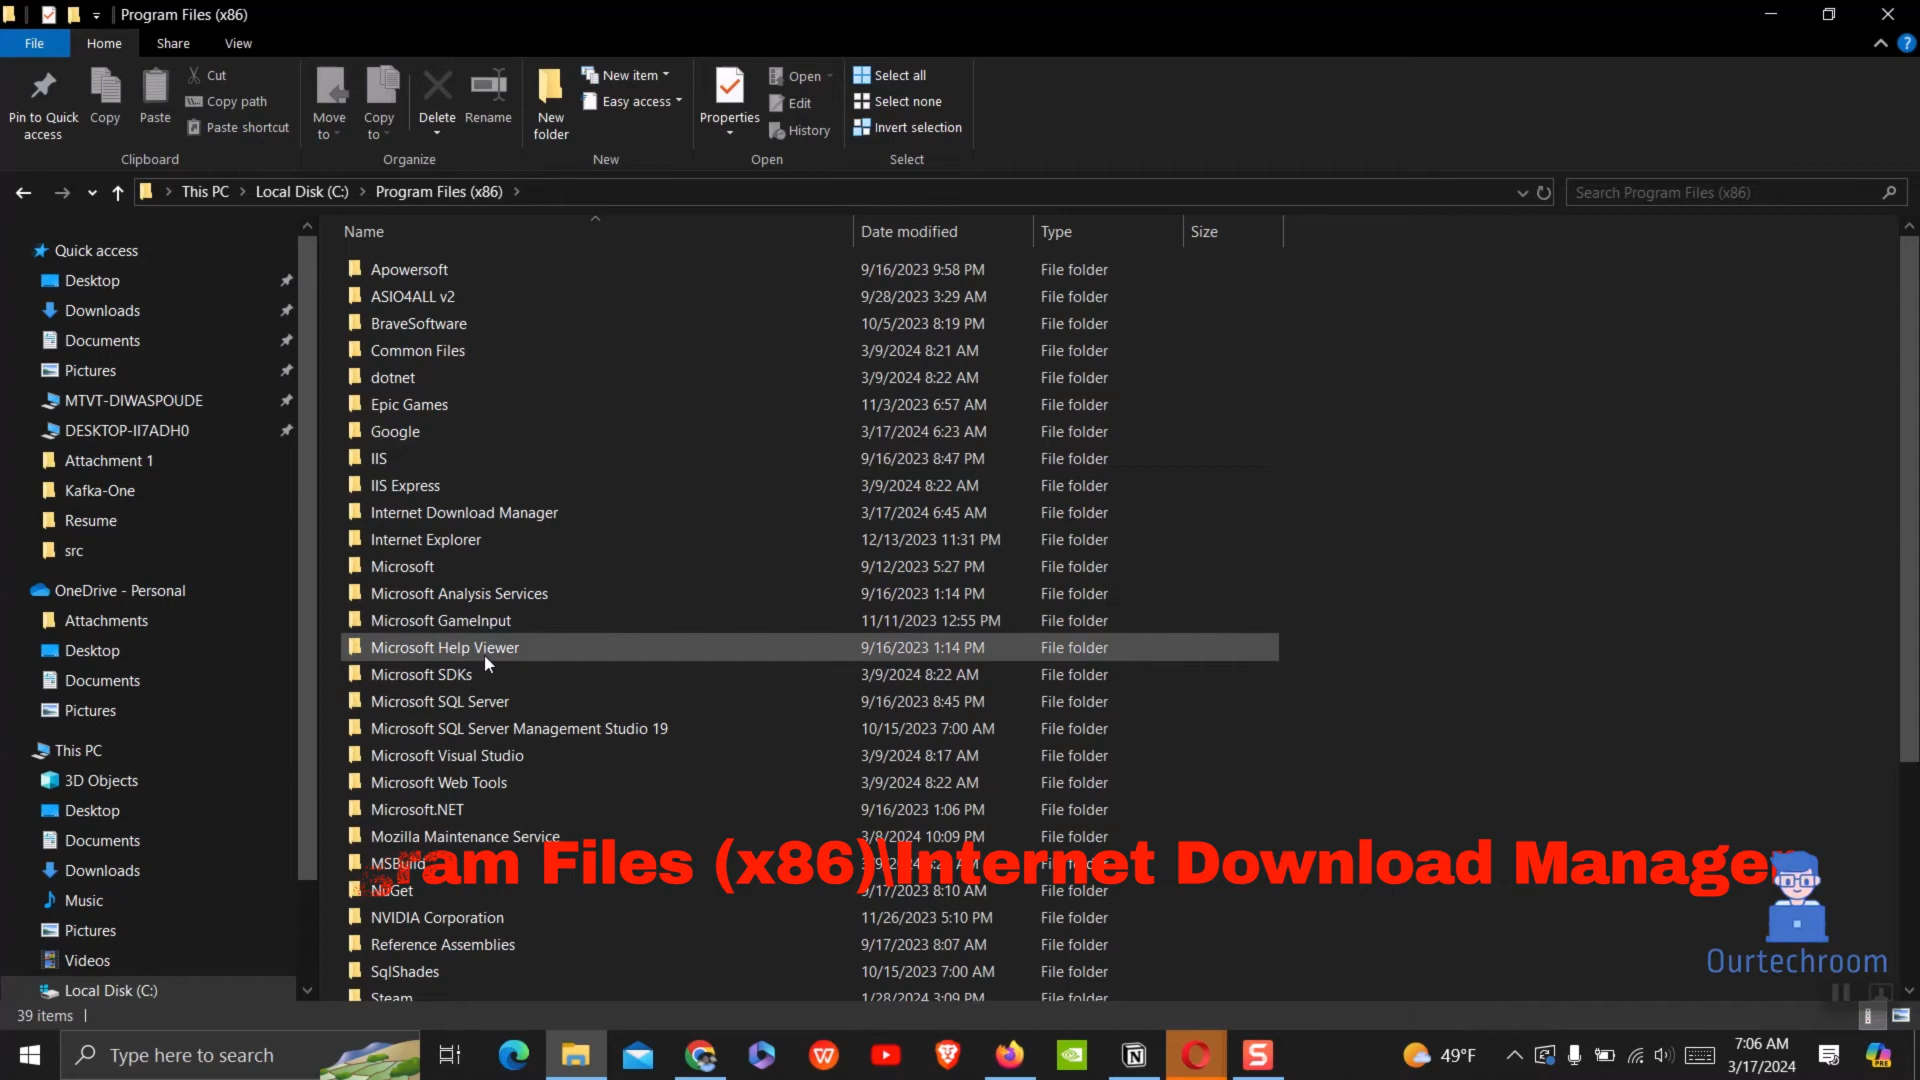 Program Files (x86)
File Home Share View
Pin to Quick access
Copy
Paste
Cut
Copy path
Paste shortcut
Clipboard
Move to
Copy to
Delete
Rename
Organize
New folder
New item
Easy access
New
Properties
Open
Edit
History
Open
Select all
Select none
Invert selection
Select
This PC Local Disk (C:) Program Files (x86)
Search Program Files (x86)
Quick access
Desktop
Downloads
Documents
Pictures
MTVT-DIWASPOUDE
DESKTOP-II7ADH0
Attachment 1
Kafka-One
Resume
src
OneDrive - Personal
Attachments
Desktop
Documents
Pictures
This PC
3D Objects
Desktop
Documents
Downloads
Music
Pictures
Videos
Local Disk (C:)
Name Date modified Type Size
Apowersoft 9/16/2023 9:58 PM File folder
ASIO4ALL v2 9/28/2023 3:29 AM File folder
BraveSoftware 10/5/2023 8:19 PM File folder
Common Files 3/9/2024 8:21 AM File folder
dotnet 3/9/2024 8:22 AM File folder
Epic Games 11/3/2023 6:57 AM File folder
Google 3/17/2024 6:23 AM File folder
IIS 9/16/2023 8:47 PM File folder
IIS Express 3/9/2024 8:22 AM File folder
Internet Download Manager 3/17/2024 6:45 AM File folder
Internet Explorer 12/13/2023 11:31 PM File folder
Microsoft 9/12/2023 5:27 PM File folder
Microsoft Analysis Services 9/16/2023 1:14 PM File folder
Microsoft GameInput 11/11/2023 12:55 PM File folder
Microsoft Help Viewer 9/16/2023 1:14 PM File folder
Microsoft SDKs 3/9/2024 8:22 AM File folder
Microsoft SQL Server 9/16/2023 8:45 PM File folder
Microsoft SQL Server Management Studio 19 10/15/2023 7:00 AM File folder
Microsoft Visual Studio 3/9/2024 8:17 AM File folder
Microsoft Web Tools 3/9/2024 8:22 AM File folder
Microsoft.NET 9/16/2023 1:06 PM File folder
Mozilla Maintenance Service 3/8/2024 10:09 PM File folder
MSBuild
ram Files (x86)\Internet Download Manager
NuGet 9/17/2023 8:10 AM File folder
NVIDIA Corporation 11/26/2023 5:10 PM File folder
Reference Assemblies 9/17/2023 8:07 AM File folder
SqlShades 10/15/2023 7:00 AM File folder
Steam 1/28/2024 3:09 PM File folder
Ourtechroom
39 items
Type here to search
49°F
7:06 AM
3/17/2024